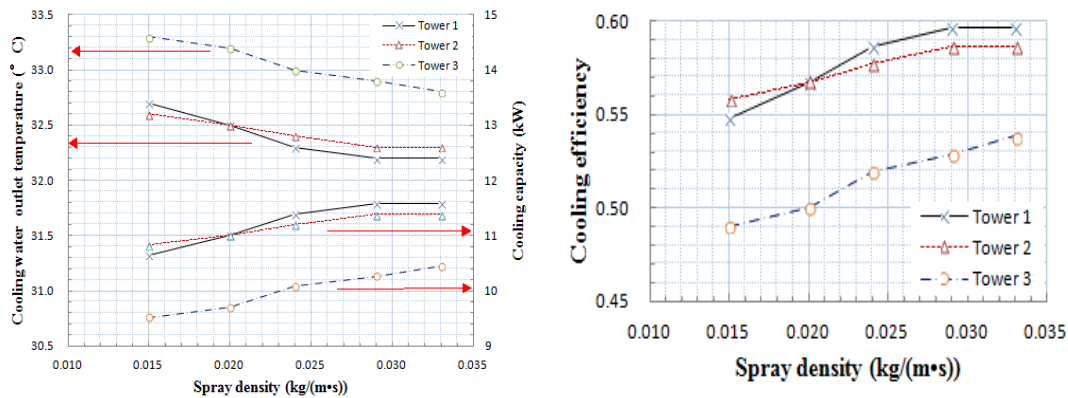 Cooling water outlet temperature (° C)
33.5
33.0
32.5
32.0
31.5
31.0
30.5
Tower 1
Tower 2
Tower 3
15
14
13
12
11
10
9
Cooling capacity (kW)
0.010 0.015 0.020 0.025 0.030 0.035
Spray density (kg/(m•s))
Cooling efficiency
0.60
0.55
0.50
0.45
Tower 1
Tower 2
Tower 3
0.010 0.015 0.020 0.025 0.030 0.035
Spray density (kg/(m•s))